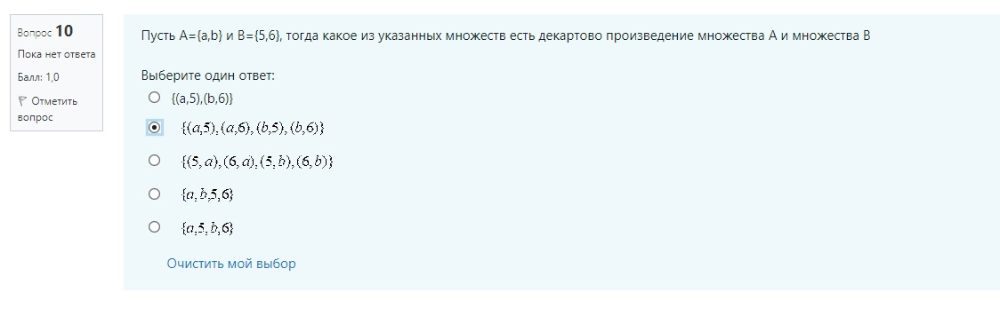 Вопрос 10
Пока нет ответа
Балл: 1,0
Отметить
вопрос
Пусть A={a,b} и B={5,6}, тогда какое из указанных множеств есть декартово произведение множества A и множества B
Выберите один ответ:
{(a,5),(b,6)}
{(a,5),(a,6),(b,5),(b,6)}
{(5,a),(6,a),(5,b),(6,b)}
{a,b,5,6}
{a,5,b,6}
Очистить мой выбор